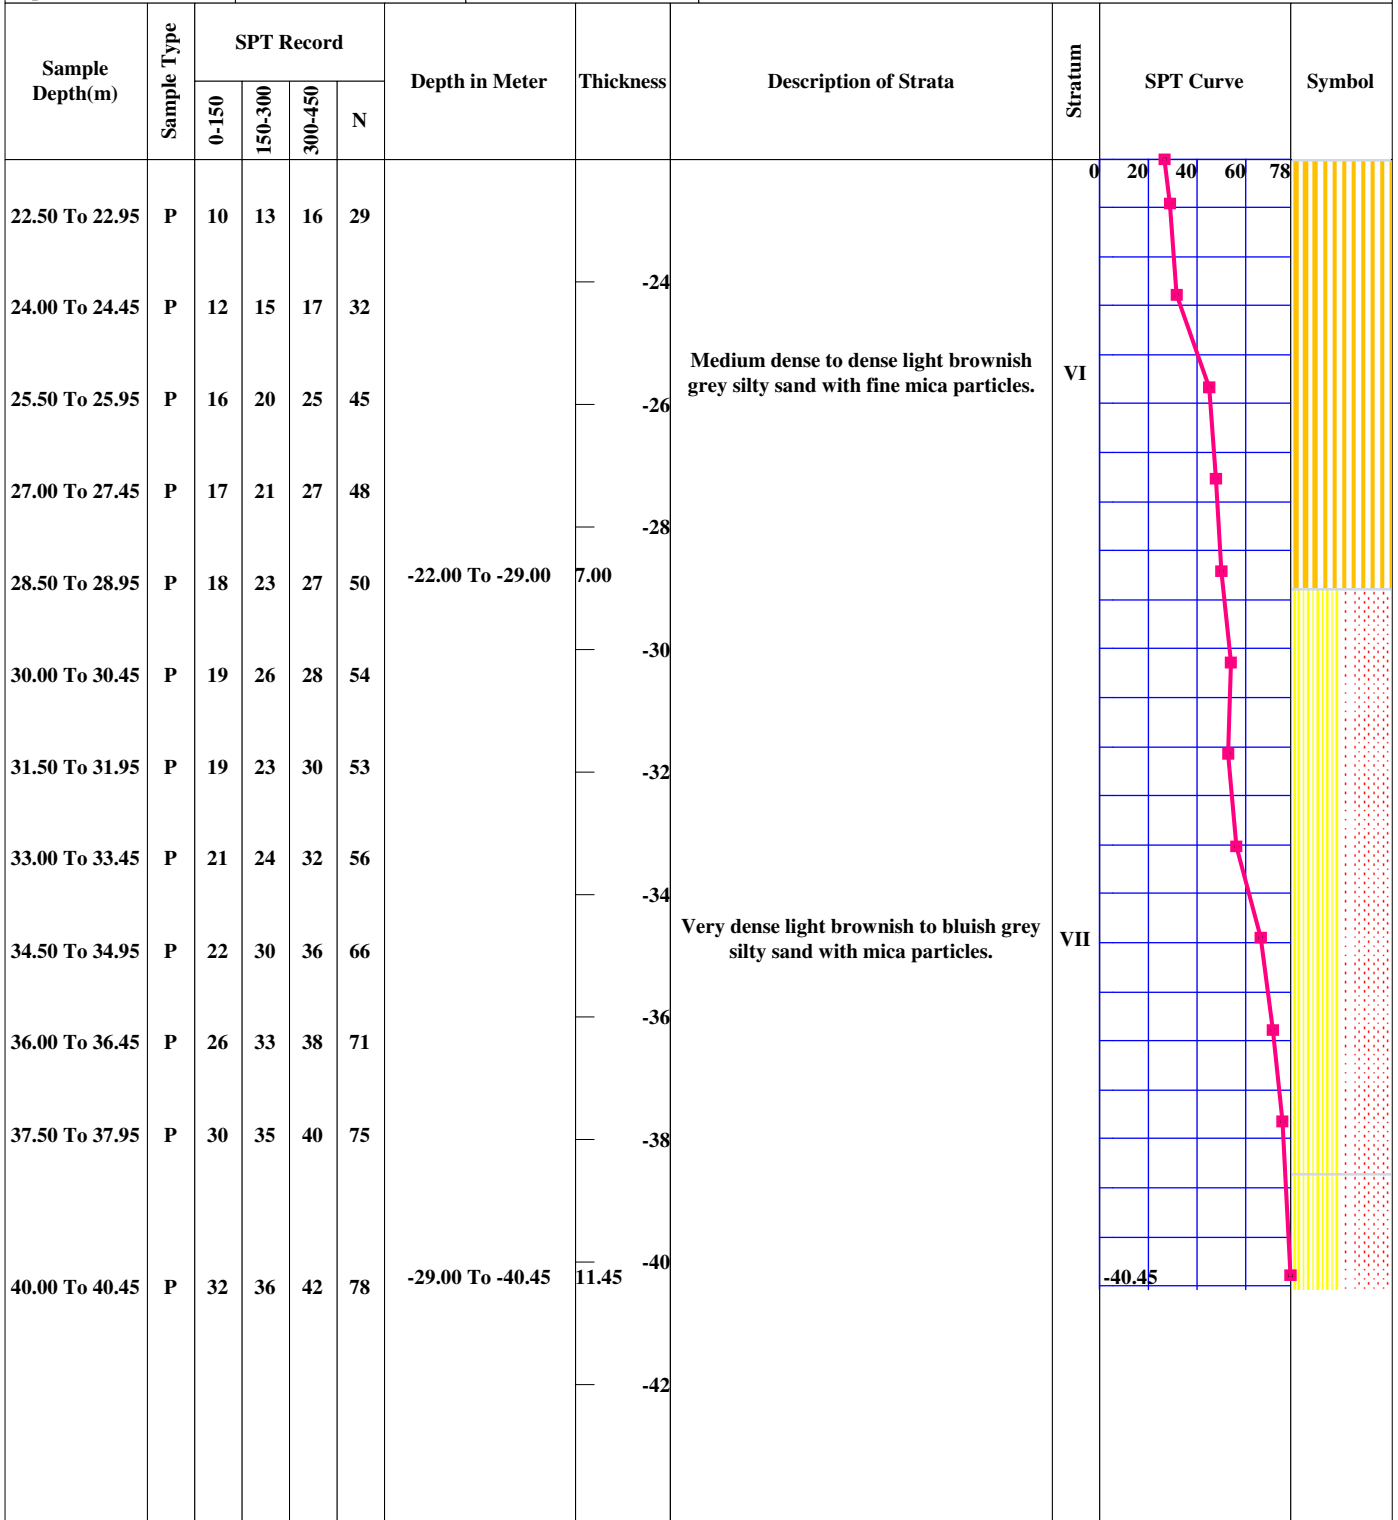 Sample Depth(m) Sample Type SPT Record Depth in Meter Thickness Description of Strata Stratum SPT Curve Symbol
0-150 150-300 300-450 N
0 20 40 60 78
22.50 To 22.95 P 10 13 16 29
-24
24.00 To 24.45 P 12 15 17 32
Medium dense to dense light brownish
grey silty sand with fine mica particles.
VI
25.50 To 25.95 P 16 20 25 45
-26
27.00 To 27.45 P 17 21 27 48
-28
28.50 To 28.95 P 18 23 27 50 -22.00 To -29.00 7.00
-30
30.00 To 30.45 P 19 26 28 54
31.50 To 31.95 P 19 23 30 53
-32
33.00 To 33.45 P 21 24 32 56
-34
Very dense light brownish to bluish grey
silty sand with mica particles.
VII
34.50 To 34.95 P 22 30 36 66
-36
36.00 To 36.45 P 26 33 38 71
37.50 To 37.95 P 30 35 40 75
-38
-40
40.00 To 40.45 P 32 36 42 78 -29.00 To -40.45 11.45 -40.45
-42